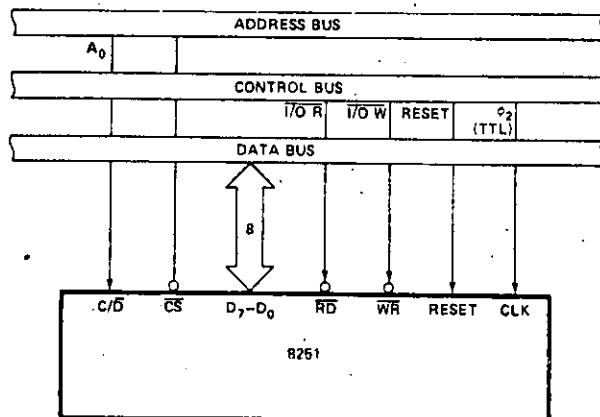 ADDRESS BUS
A₀
CONTROL BUS
I/O R I/O W RESET ϕ₂
(TTL)
DATA BUS
8
C/D CS D₇–D₀ RD WR RESET CLK
8251